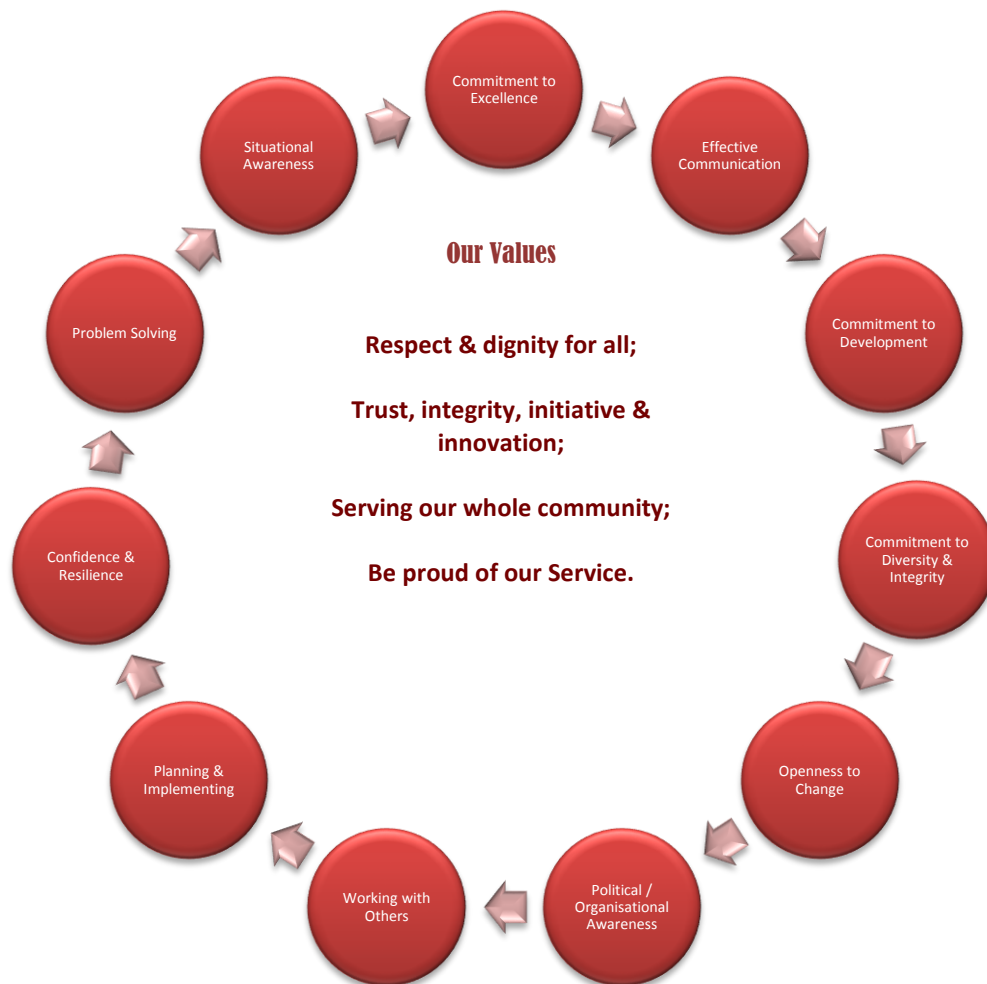 Commitment to
Excellence
Effective
Communication
Commitment to
Development
Commitment to
Diversity &
Integrity
Openness to
Change
Political /
Organisational
Awareness
Working with
Others
Planning &
Implementing
Confidence &
Resilience
Problem Solving
Situational
Awareness
Our Values
Respect & dignity for all;
Trust, integrity, initiative &
innovation;
Serving our whole community;
Be proud of our Service.